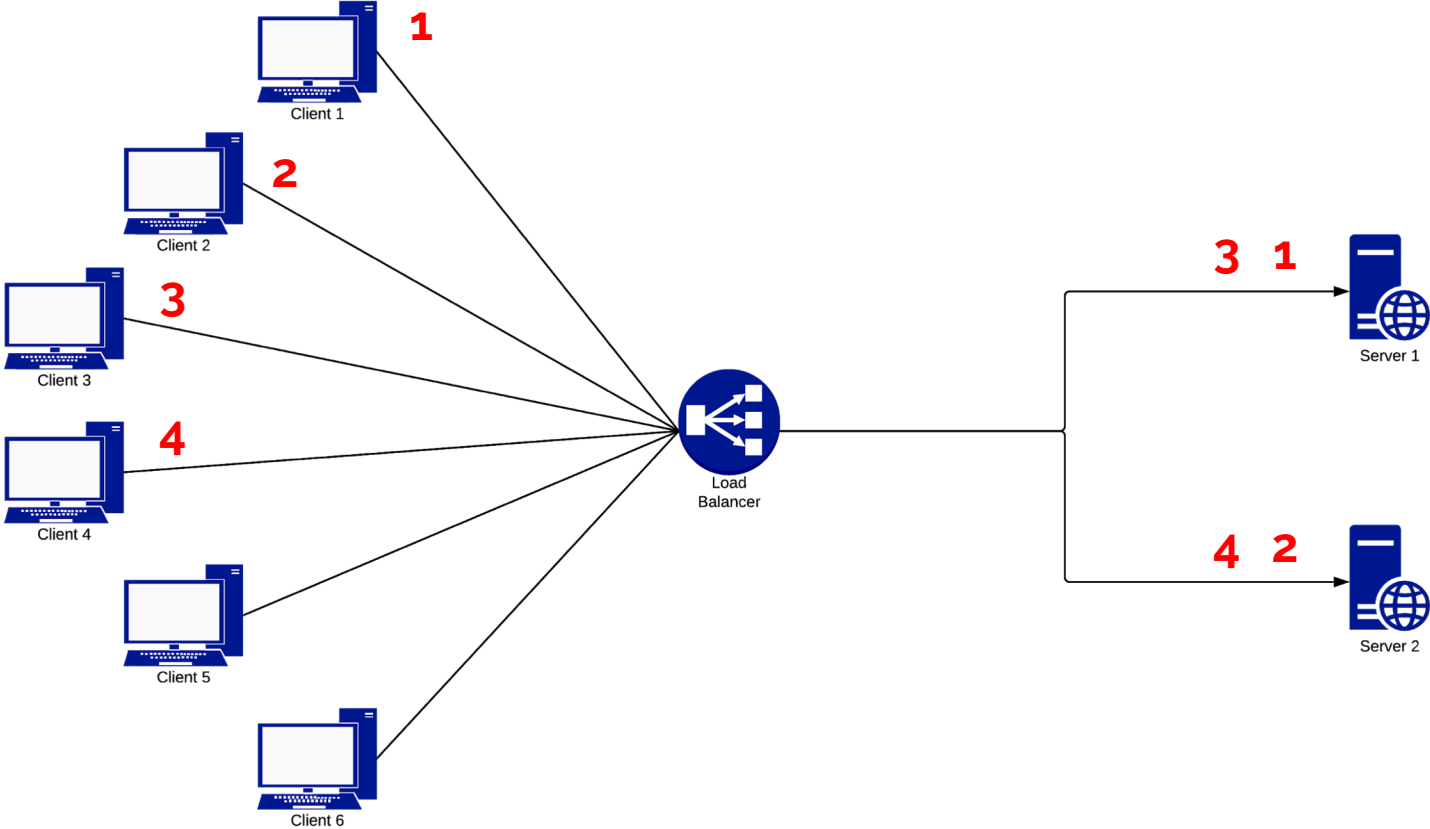 1
Client 1
2
Client 2
3
Client 3
4
Client 4
Client 5
Client 6
Load
Balancer
3 1
Server 1
4 2
Server 2